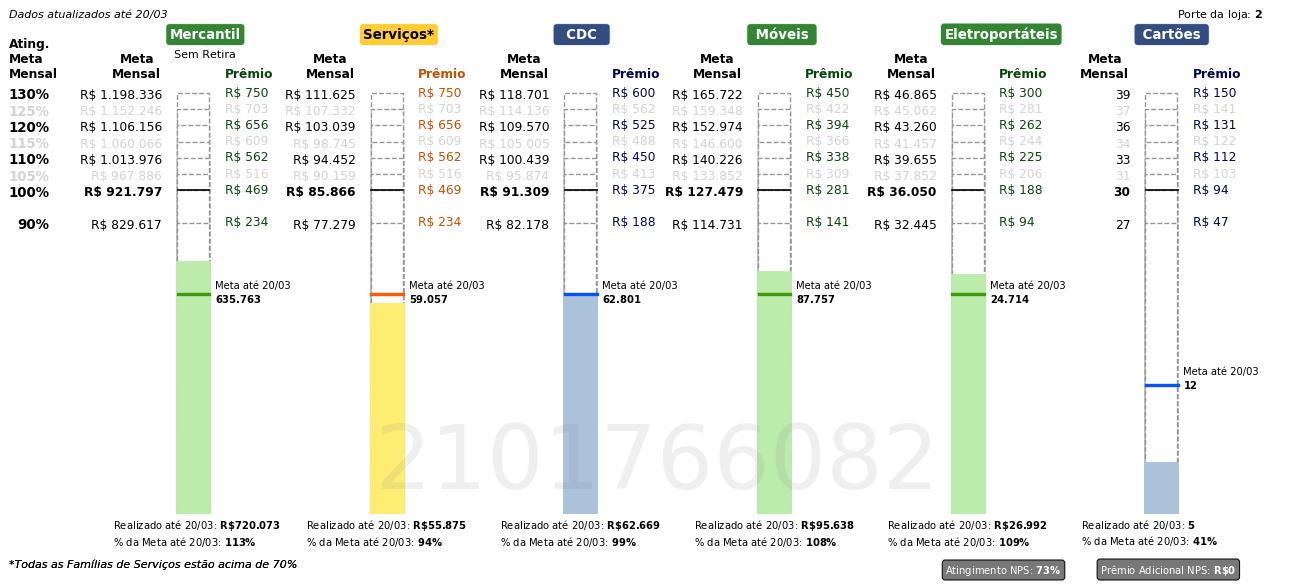 Dados atualizados até 20/03
Porte da loja: 2
Mercantil Serviços* CDC Móveis Eletroportáteis Cartões
Sem Retira
Ating. Meta Mensal
Meta Mensal Prêmio Meta Mensal Prêmio Meta Mensal Prêmio Meta Mensal Prêmio Meta Mensal Prêmio Meta Mensal Prêmio
130% R$ 1.198.336 R$ 750 R$ 111.625 R$ 750 R$ 118.701 R$ 600 R$ 165.722 R$ 450 R$ 46.865 R$ 300 39 R$ 150
125% R$ 1.152.246 R$ 703 R$ 107.332 R$ 703 R$ 114.136 R$ 562 R$ 159.348 R$ 422 R$ 45.062 R$ 281 37 R$ 141
120% R$ 1.106.156 R$ 656 R$ 103.039 R$ 656 R$ 109.570 R$ 525 R$ 152.974 R$ 394 R$ 43.260 R$ 262 36 R$ 131
115% R$ 1.060.066 R$ 609 R$ 98.745 R$ 609 R$ 105.005 R$ 488 R$ 146.600 R$ 366 R$ 41.457 R$ 244 34 R$ 122
110% R$ 1.013.976 R$ 562 R$ 94.452 R$ 562 R$ 100.439 R$ 450 R$ 140.226 R$ 338 R$ 39.655 R$ 225 33 R$ 112
105% R$ 967.886 R$ 516 R$ 90.159 R$ 516 R$ 95.874 R$ 413 R$ 133.852 R$ 309 R$ 37.852 R$ 206 31 R$ 103
100% R$ 921.797 R$ 469 R$ 85.866 R$ 469 R$ 91.309 R$ 375 R$ 127.479 R$ 281 R$ 36.050 R$ 188 30 R$ 94
90% R$ 829.617 R$ 234 R$ 77.279 R$ 234 R$ 82.178 R$ 188 R$ 114.731 R$ 141 R$ 32.445 R$ 94 27 R$ 47
Meta até 20/03 Meta até 20/03 Meta até 20/03 Meta até 20/03 Meta até 20/03
635.763 59.057 62.801 87.757 24.714
Meta até 20/03
12
2101766082
Realizado até 20/03: R$720.073 Realizado até 20/03: R$55.875 Realizado até 20/03: R$62.669 Realizado até 20/03: R$95.638 Realizado até 20/03: R$26.992 Realizado até 20/03: 5
% da Meta até 20/03: 113% % da Meta até 20/03: 94% % da Meta até 20/03: 99% % da Meta até 20/03: 108% % da Meta até 20/03: 109% % da Meta até 20/03: 41%
*Todas as Famílias de Serviços estão acima de 70%
Atingimento NPS: 73% Prêmio Adicional NPS: R$0